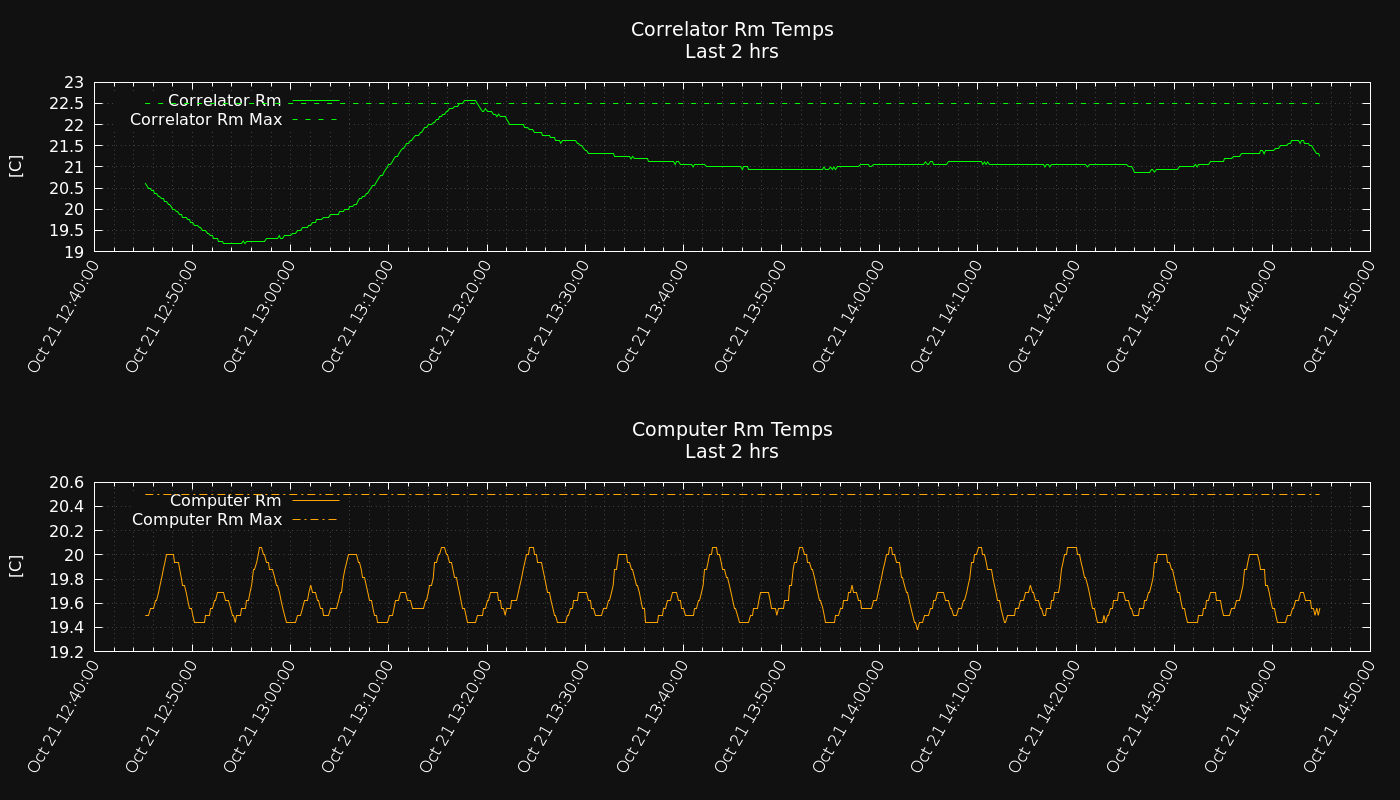 Correlator Rm Temps
Last 2 hrs
23
22.5
22
21.5
21
20.5
20
19.5
19
[C]
Correlator Rm
Correlator Rm Max
Oct 21 12:40:00
Oct 21 12:50:00
Oct 21 13:00:00
Oct 21 13:10:00
Oct 21 13:20:00
Oct 21 13:30:00
Oct 21 13:40:00
Oct 21 13:50:00
Oct 21 14:00:00
Oct 21 14:10:00
Oct 21 14:20:00
Oct 21 14:30:00
Oct 21 14:40:00
Oct 21 14:50:00
Computer Rm Temps
Last 2 hrs
20.6
20.4
20.2
20
19.8
19.6
19.4
19.2
[C]
Computer Rm
Computer Rm Max
Oct 21 12:40:00
Oct 21 12:50:00
Oct 21 13:00:00
Oct 21 13:10:00
Oct 21 13:20:00
Oct 21 13:30:00
Oct 21 13:40:00
Oct 21 13:50:00
Oct 21 14:00:00
Oct 21 14:10:00
Oct 21 14:20:00
Oct 21 14:30:00
Oct 21 14:40:00
Oct 21 14:50:00